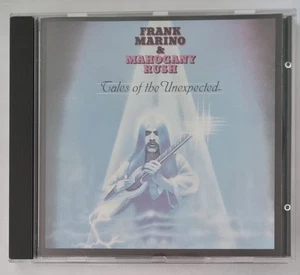 FRANK
MARINO
&
MAHOGANY
RUSH
Tales of the Unexpected